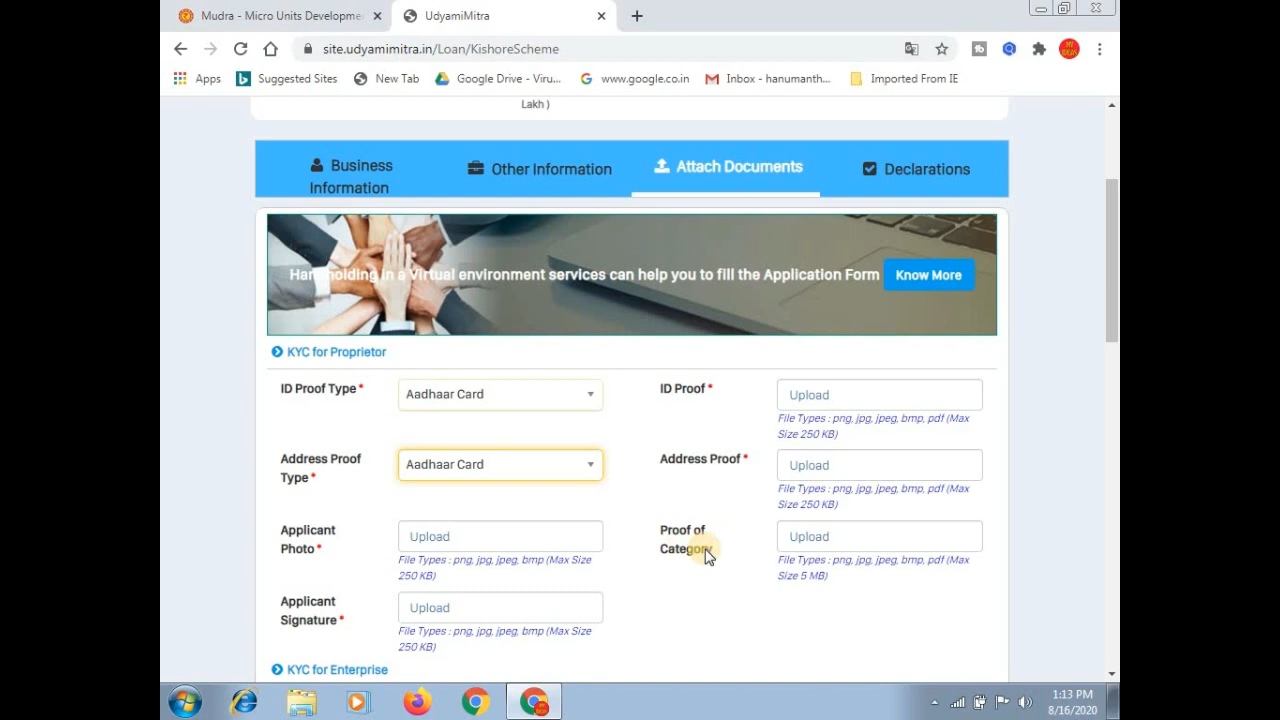 Mudra - Micro Units Developme
UdyamiMitra
site.udyamimitra.in/Loan/KishoreScheme
Apps
Suggested Sites
New Tab
Google Drive - Viru...
www.google.co.in
Inbox - hanumanth...
Imported From IE
Lakh )
Business
Information
Other Information
Attach Documents
Declarations
Handholding in a Virtual environment services can help you to fill the Application Form
Know More
KYC for Proprietor
ID Proof Type *
Aadhaar Card
ID Proof *
Upload
File Types : png, jpg, jpeg, bmp, pdf (Max
Size 250 KB)
Address Proof
Type *
Aadhaar Card
Address Proof *
Upload
File Types : png, jpg, jpeg, bmp, pdf (Max
Size 250 KB)
Applicant
Photo *
Upload
File Types : png, jpg, jpeg, bmp (Max Size
250 KB)
Proof of
Category
Upload
File Types : png, jpg, jpeg, bmp, pdf (Max
Size 5 MB)
Applicant
Signature *
Upload
File Types : png, jpg, jpeg, bmp (Max Size
250 KB)
KYC for Enterprise
1:13 PM
8/16/2020